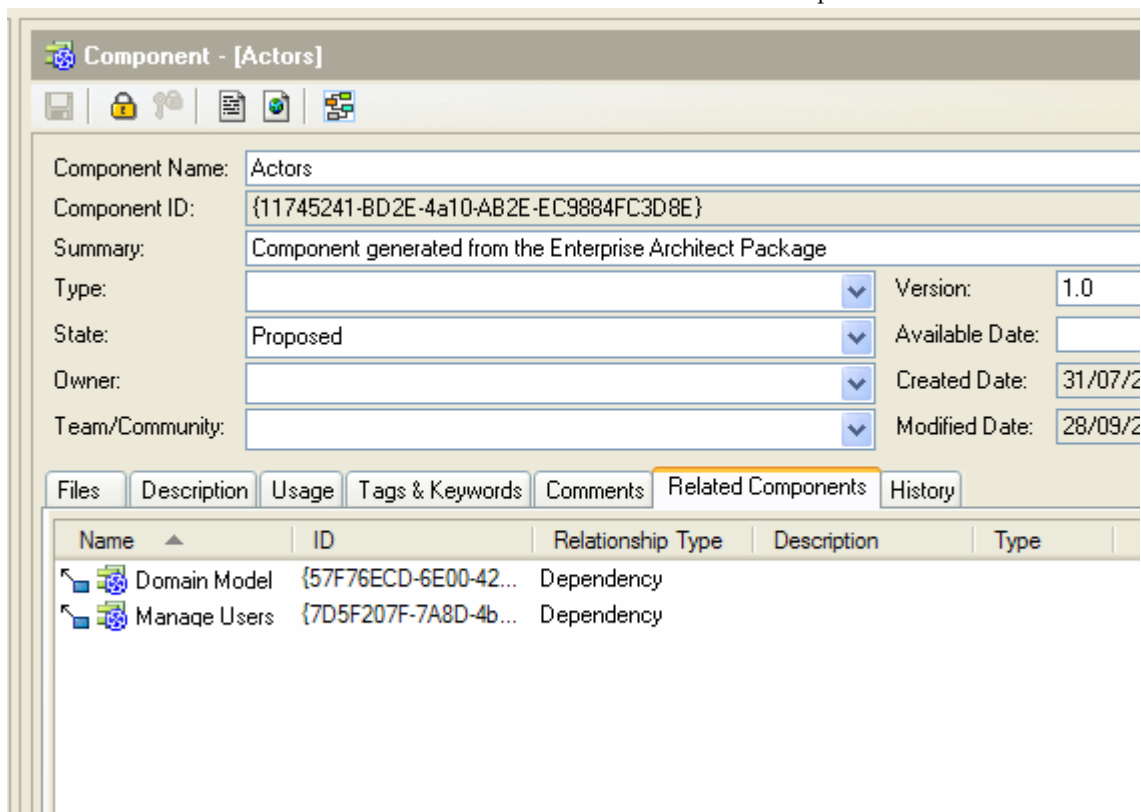 Component - [Actors]
Component Name: Actors
Component ID: {11745241-BD2E-4a10-AB2E-EC9884FC3D8E}
Summary: Component generated from the Enterprise Architect Package
Type: Version: 1.0
State: Proposed Available Date:
Owner: Created Date: 31/07/2
Team/Community: Modified Date: 28/09/2
Files Description Usage Tags & Keywords Comments Related Components History
Name ID Relationship Type Description Type
Domain Model {57F76ECD-6E00-42... Dependency
Manage Users {7D5F207F-7A8D-4b... Dependency